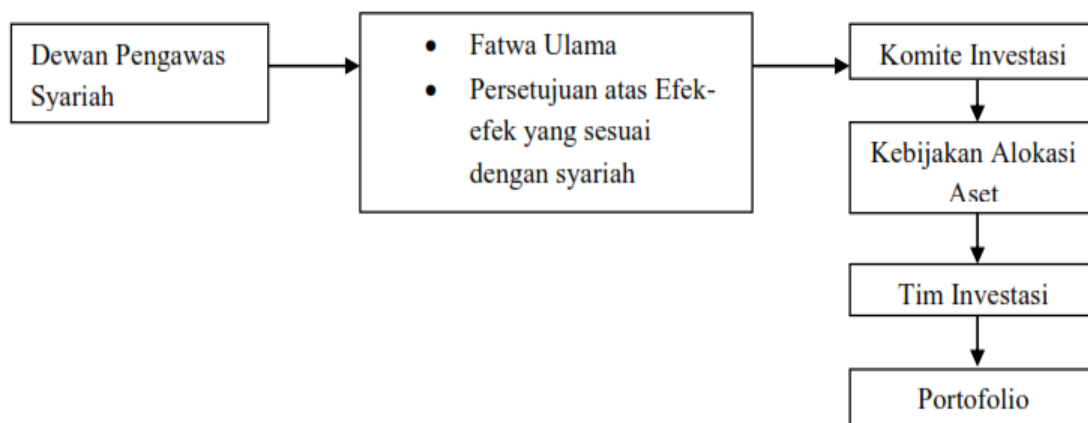 Dewan Pengawas
Syariah
• Fatwa Ulama
• Persetujuan atas Efek-
efek yang sesuai
dengan syariah
Komite Investasi
Kebijakan Alokasi
Aset
Tim Investasi
Portofolio